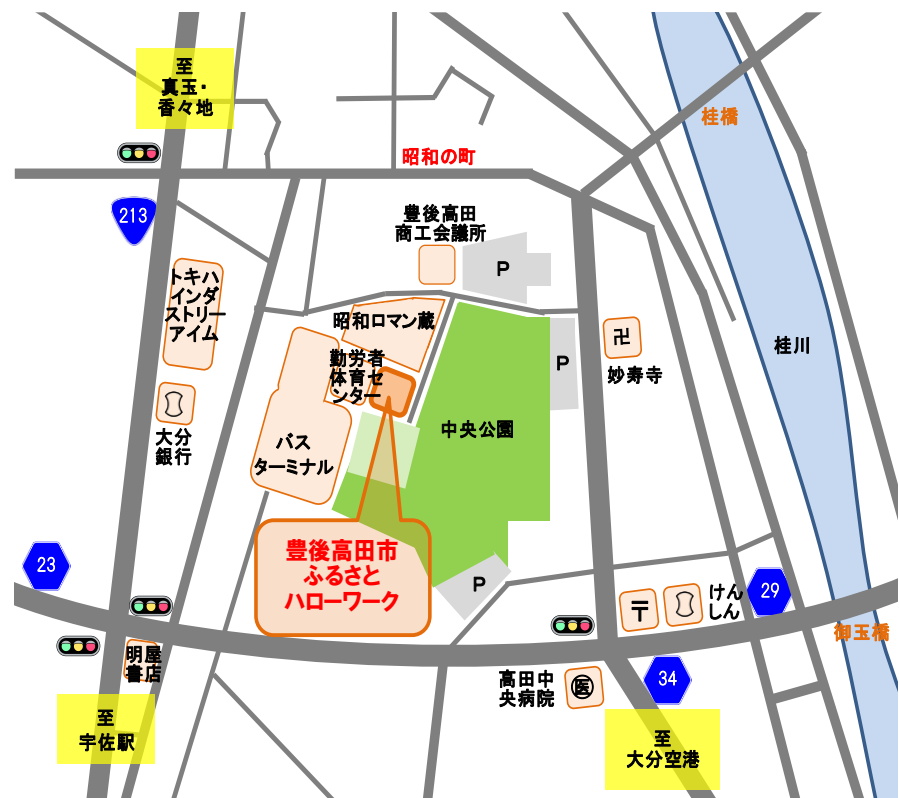 至
真玉・
香々地
桂橋
昭和の町
213
豊後高田
商工会議所
P
トキハ
インダ
ストリー
アイム
昭和ロマン蔵
卍
妙寿寺
桂川
P
勤労者
体育セ
ンター
大分
銀行
バス
ターミナル
中央公園
23
豊後高田市
ふるさと
ハローワーク
P
〒
けん
しん
29
御玉橋
明屋
書店
高田中
央病院
医
34
至
宇佐駅
至
大分空港